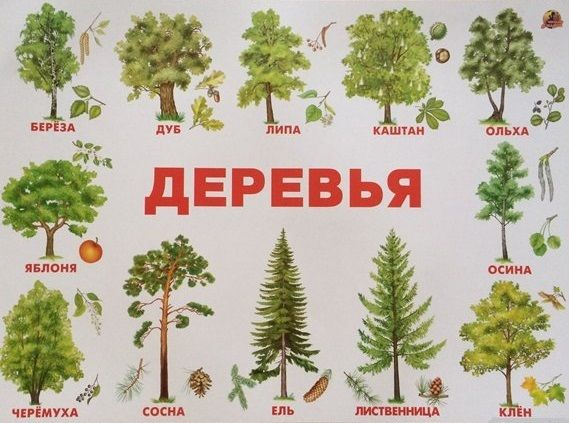 БЕРЁЗА
ДУБ
ЛИПА
КАШТАН
ОЛЬХА
ДЕРЕВЬЯ
ЯБЛОНЯ
ОСИНА
ЧЕРЁМУХА
СОСНА
ЕЛЬ
ЛИСТВЕННИЦА
КЛЁН